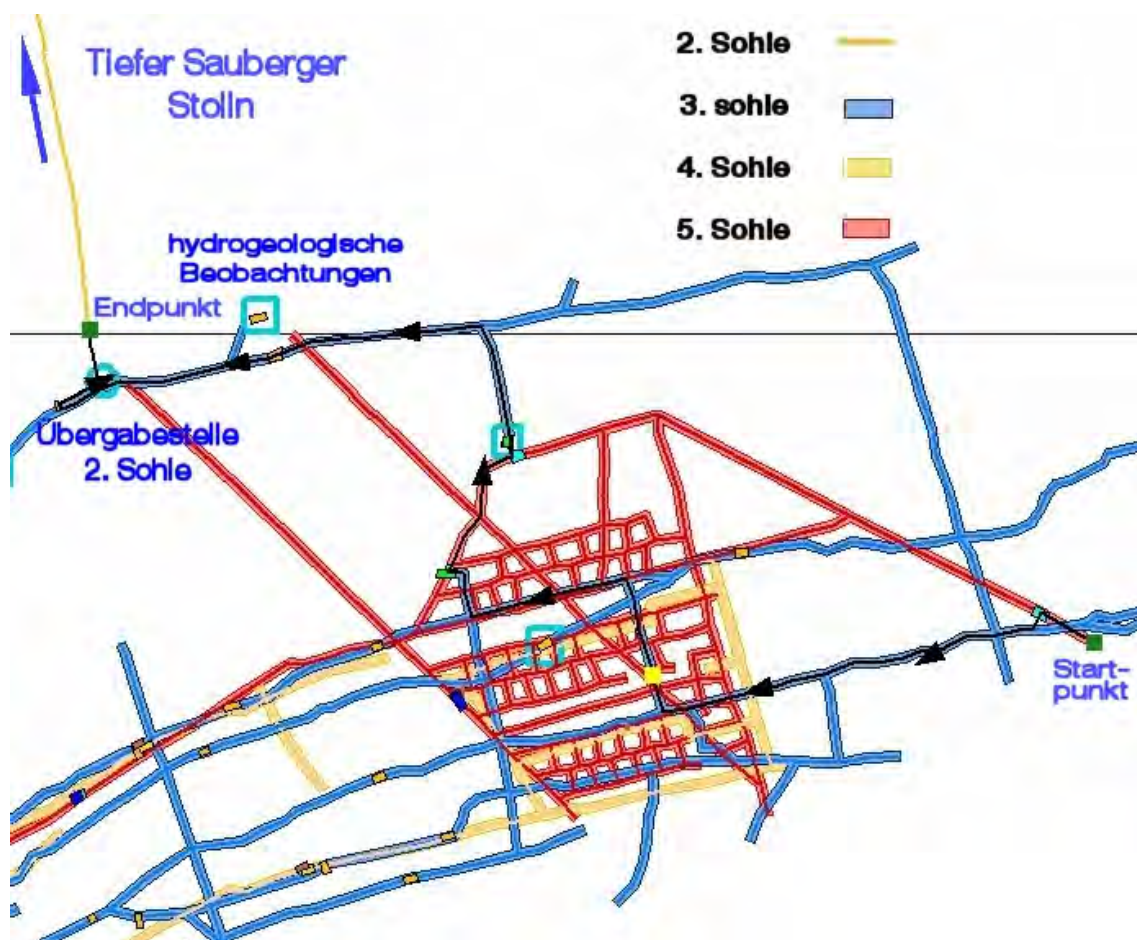 Tiefer Sauberger
Stolln
2. Sohle
3. sohle
4. Sohle
5. Sohle
hydrogeologische
Beobachtungen
Endpunkt
Übergabestelle
2. Sohle
Start-
punkt